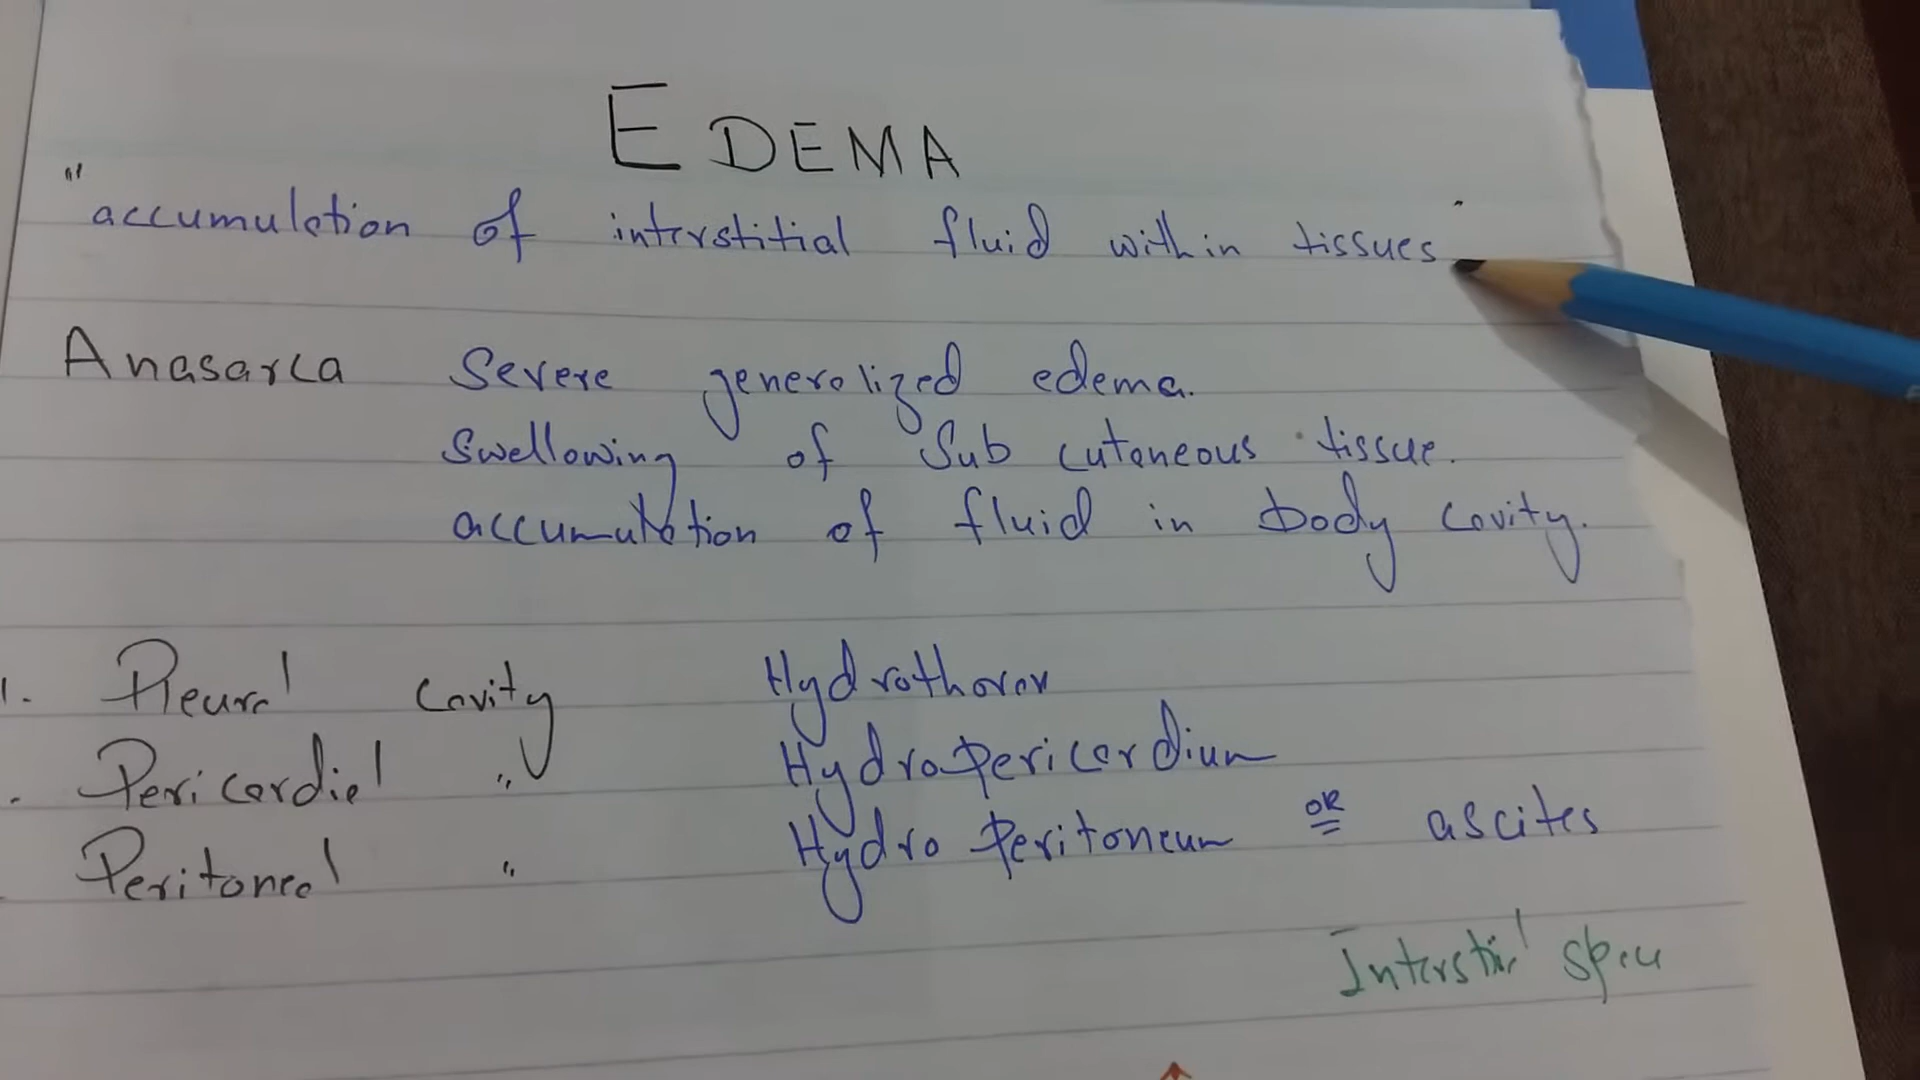 EDEMA
" accumulation of interstitial fluid within tissues "
Anasarca Severe generalized edema.
Swellowing of Sub cutaneous tissue.
accumulation of fluid in body cavity.
1. Pleural Cavity Hydrothorax
. Pericardial " Hydropericardium
Peritoneal " Hydro Peritoneum OR ascites
Interstitial space